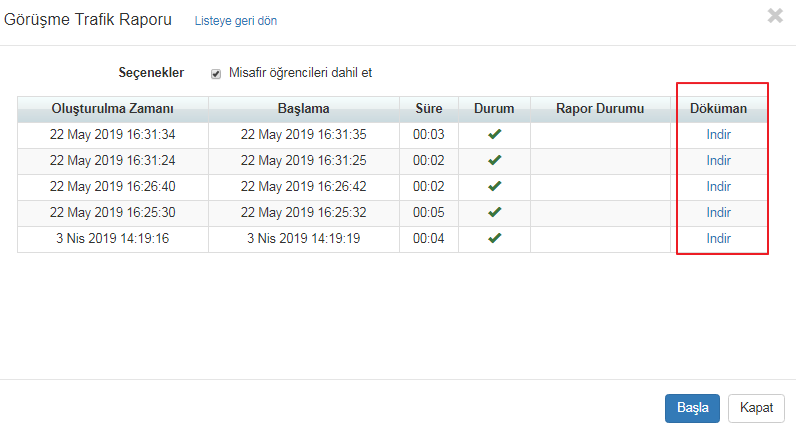 Görüşme Trafik Raporu Listeye geri dön
Seçenekler Misafir öğrencileri dahil et
Oluşturulma Zamanı Başlama Süre Durum Rapor Durumu Döküman
22 May 2019 16:31:34 22 May 2019 16:31:35 00:03 Indir
22 May 2019 16:31:24 22 May 2019 16:31:25 00:02 Indir
22 May 2019 16:26:40 22 May 2019 16:26:42 00:02 Indir
22 May 2019 16:25:30 22 May 2019 16:25:32 00:05 Indir
3 Nis 2019 14:19:16 3 Nis 2019 14:19:19 00:04 Indir
Başla Kapat